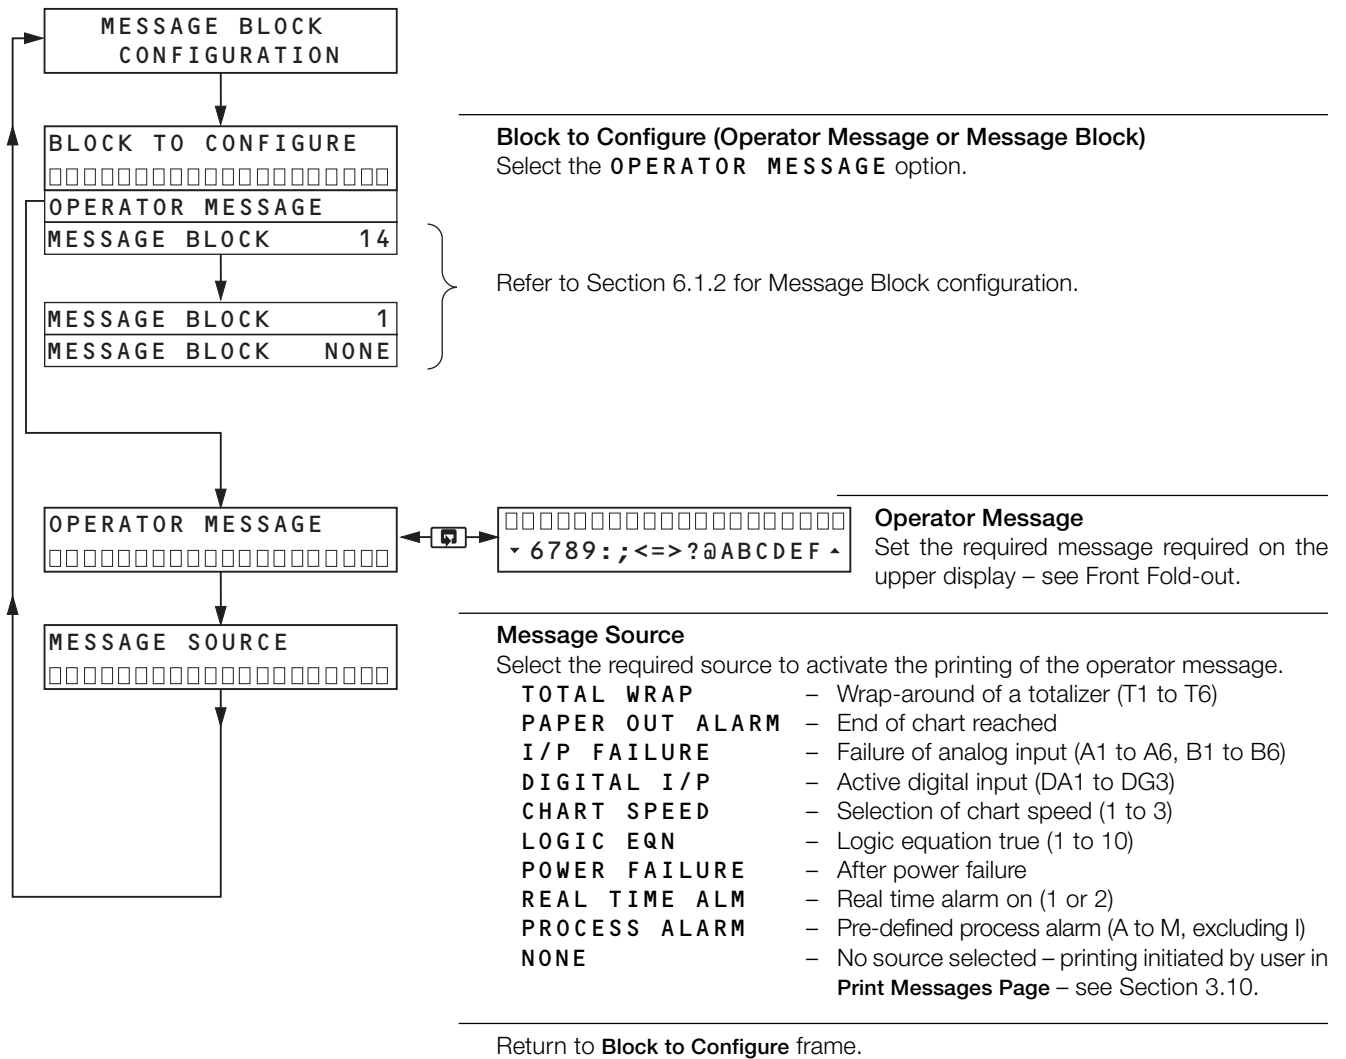 MESSAGE BLOCK
CONFIGURATION
BLOCK TO CONFIGURE
OPERATOR MESSAGE
MESSAGE BLOCK 14
MESSAGE BLOCK 1
MESSAGE BLOCK NONE
Block to Configure (Operator Message or Message Block)
Select the OPERATOR MESSAGE option.
Refer to Section 6.1.2 for Message Block configuration.
OPERATOR MESSAGE
6789:;<=>?@ABCDEF
Operator Message
Set the required message required on the
upper display – see Front Fold-out.
MESSAGE SOURCE
Message Source
Select the required source to activate the printing of the operator message.
TOTAL WRAP – Wrap-around of a totalizer (T1 to T6)
PAPER OUT ALARM – End of chart reached
I/P FAILURE – Failure of analog input (A1 to A6, B1 to B6)
DIGITAL I/P – Active digital input (DA1 to DG3)
CHART SPEED – Selection of chart speed (1 to 3)
LOGIC EQN – Logic equation true (1 to 10)
POWER FAILURE – After power failure
REAL TIME ALM – Real time alarm on (1 or 2)
PROCESS ALARM – Pre-defined process alarm (A to M, excluding I)
NONE – No source selected – printing initiated by user in
Print Messages Page – see Section 3.10.
Return to Block to Configure frame.